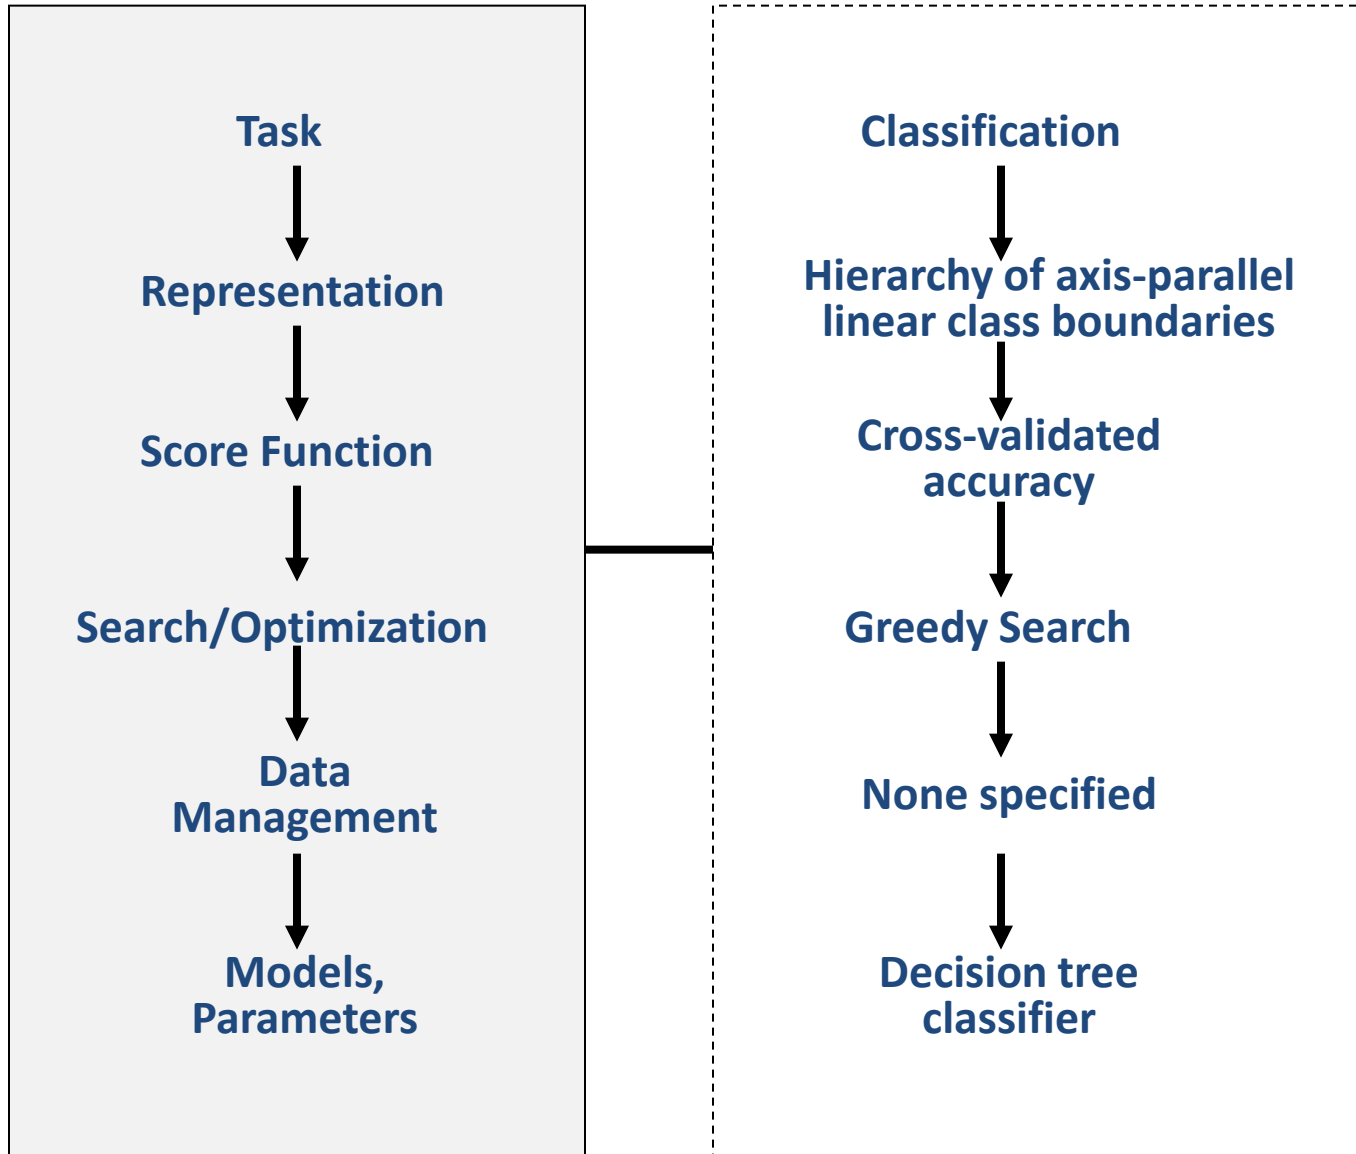 Task
Representation
Score Function
Search/Optimization
Data
Management
Models,
Parameters
Classification
Hierarchy of axis-parallel
linear class boundaries
Cross-validated
accuracy
Greedy Search
None specified
Decision tree
classifier